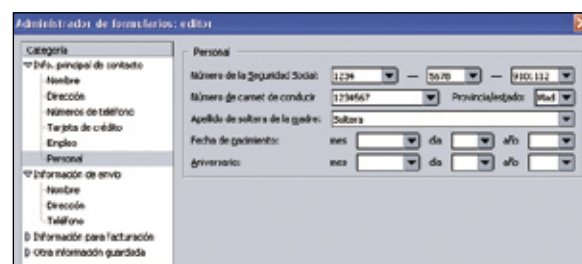 Administrador de formularios: editor
Categoría
Info. principal de contacto
Nombre
Dirección
Números de teléfono
Tarjeta de crédito
Empleo
Personal
Información de envío
Nombre
Dirección
Teléfono
Información para facturación
Otra información guardada
Personal
Número de la Seguridad Social: 1234 — 5678 — 9101112
Número de carnet de conducir 1234567 Provincia/estado: Mad
Apellido de soltera de la madre: Soltera
Fecha de nacimiento: mes día año
Aniversario: mes día año